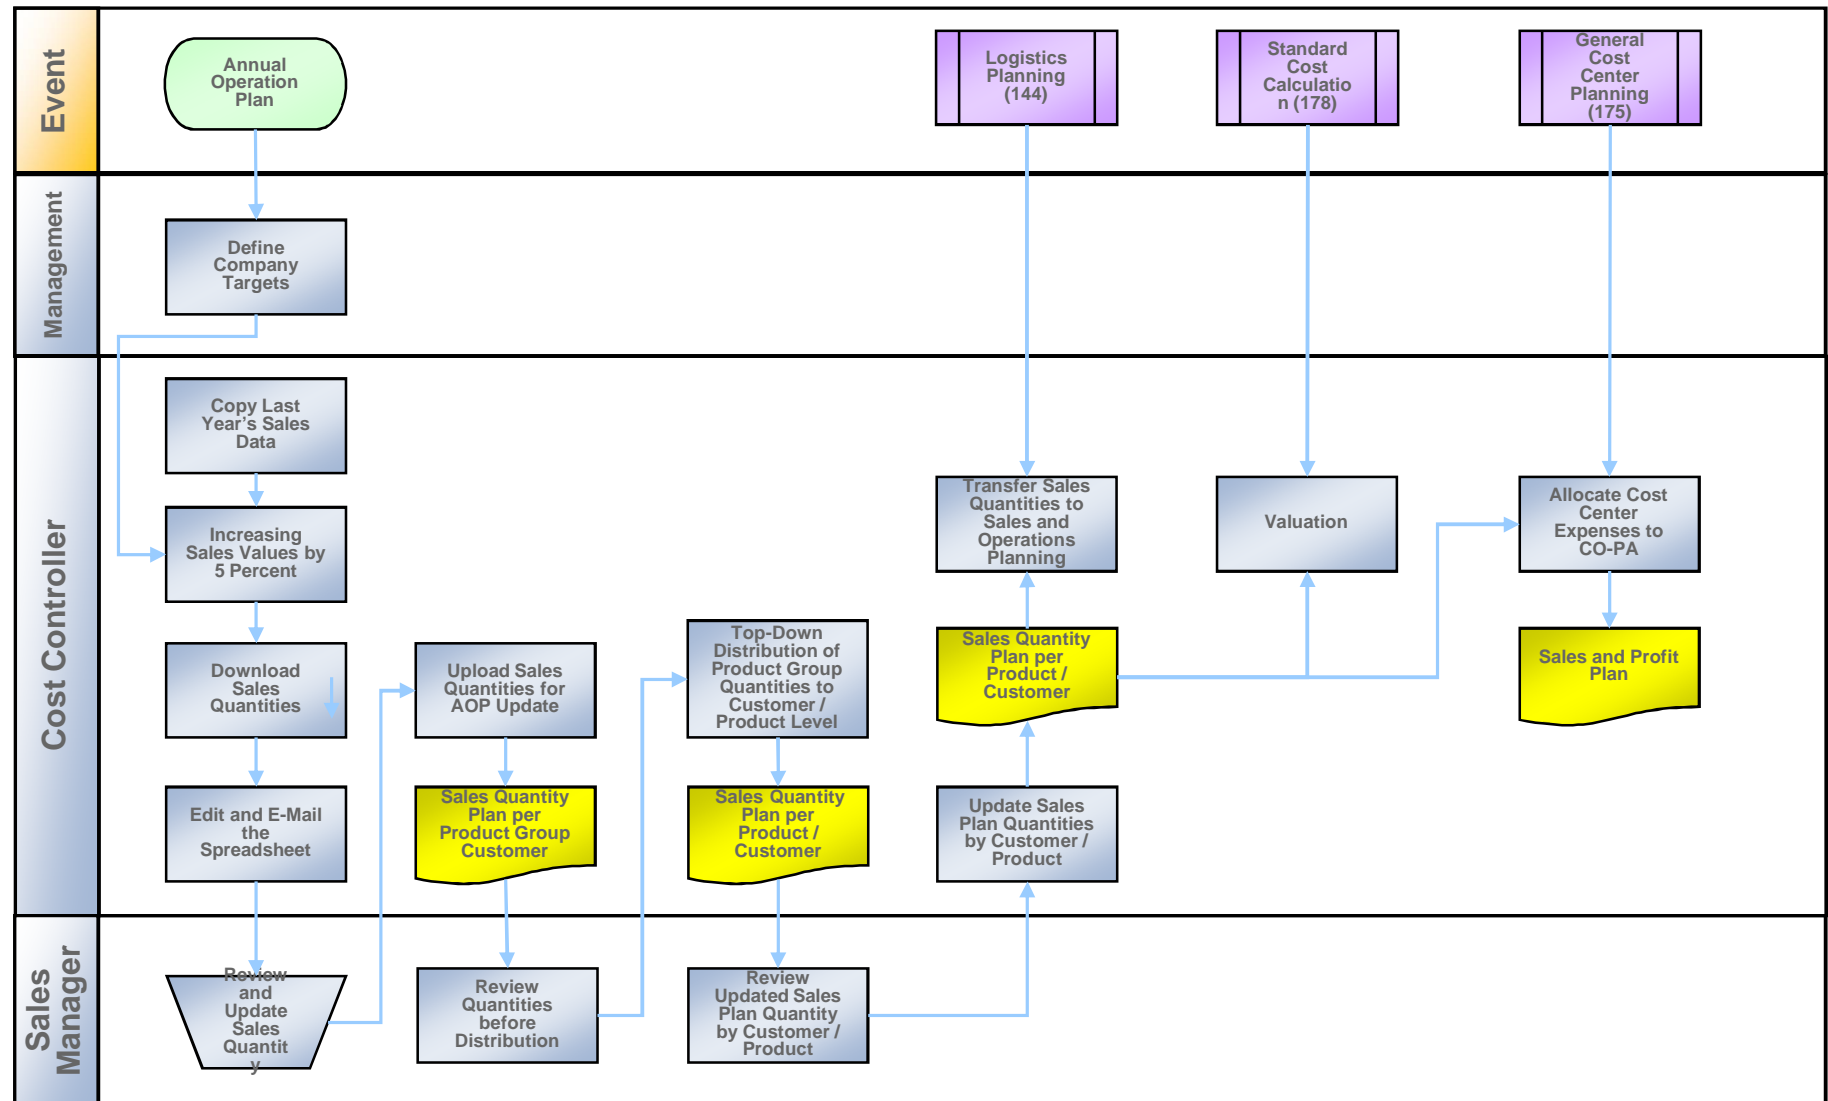 Event
Annual
Operation
Plan
Logistics
Planning
(144)
Standard
Cost
Calculatio
n (178)
General
Cost
Center
Planning
(175)
Management
Define
Company
Targets
Cost Controller
Copy Last
Year’s Sales
Data
Increasing
Sales Values by
5 Percent
Download
Sales
Quantities
Edit and E-Mail
the
Spreadsheet
Upload Sales
Quantities for
AOP Update
Sales Quantity
Plan per
Product Group
Customer
Top-Down
Distribution of
Product Group
Quantities to
Customer /
Product Level
Sales Quantity
Plan per
Product /
Customer
Transfer Sales
Quantities to
Sales and
Operations
Planning
Sales Quantity
Plan per
Product /
Customer
Update Sales
Plan Quantities
by Customer /
Product
Valuation
Allocate Cost
Center
Expenses to
CO-PA
Sales and Profit
Plan
Sales
Manager
Review
and
Update
Sales
Quantit
y
Review
Quantities
before
Distribution
Review
Updated Sales
Plan Quantity
by Customer /
Product